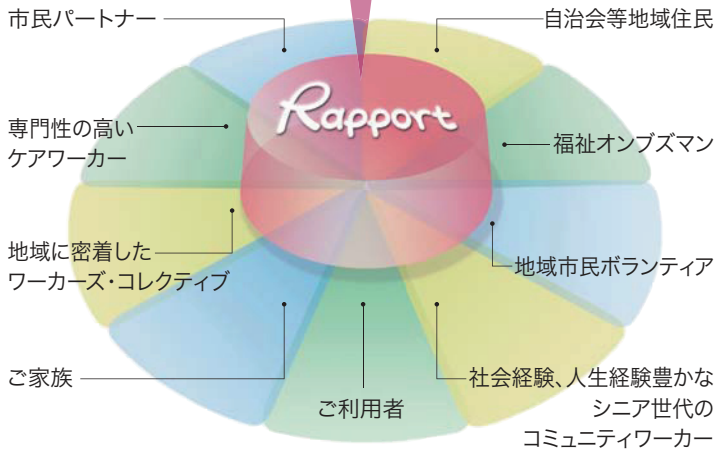 市民パートナー
自治会等地域住民
Rapport
専門性の高い
ケアワーカー
福祉オンブズマン
地域に密着した
ワーカーズ・コレクティブ
地域市民ボランティア
ご家族
ご利用者
社会経験、人生経験豊かな
シニア世代の
コミュニティワーカー